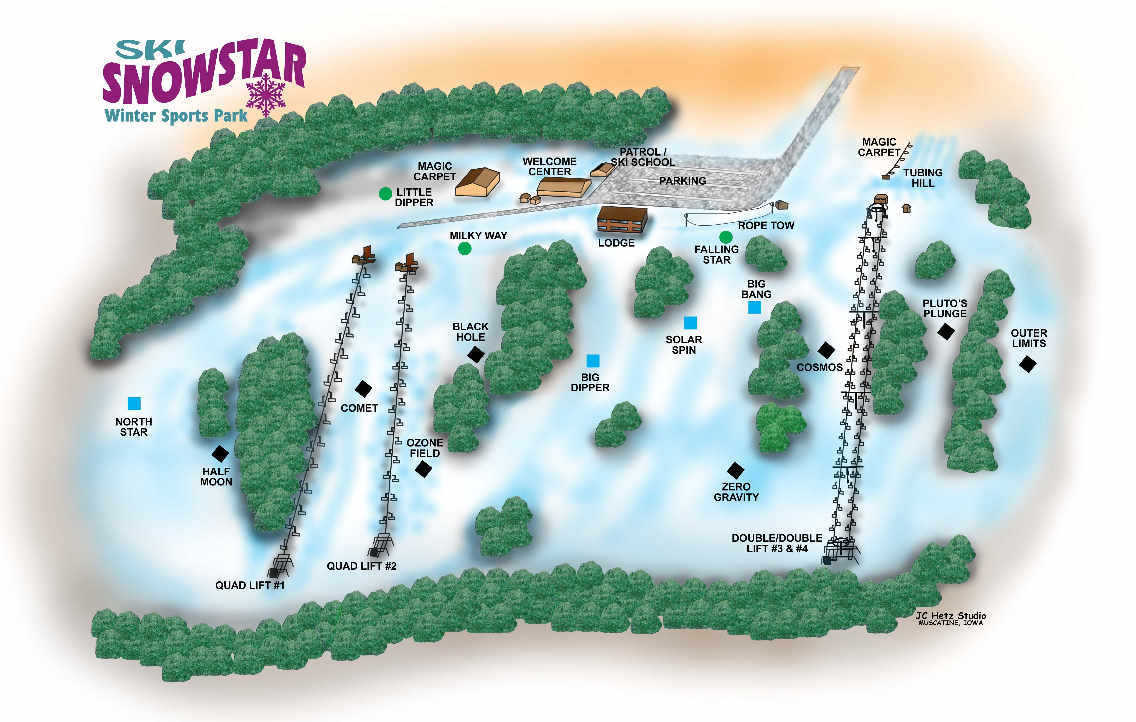 SKI
SNOWSTAR
Winter Sports Park
MAGIC
CARPET
LITTLE
DIPPER
WELCOME
CENTER
PATROL /
SKI SCHOOL
PARKING
MAGIC
CARPET
TUBING
HILL
MILKY WAY
LODGE
ROPE TOW
FALLING
STAR
BIG
BANG
BLACK
HOLE
SOLAR
SPIN
PLUTO'S
PLUNGE
OUTER
LIMITS
COSMOS
BIG
DIPPER
COMET
NORTH
STAR
OZONE
FIELD
HALF
MOON
ZERO
GRAVITY
DOUBLE/DOUBLE
LIFT #3 & #4
QUAD LIFT #2
QUAD LIFT #1
JC Hetz Studio
MUSCATINE, IOWA